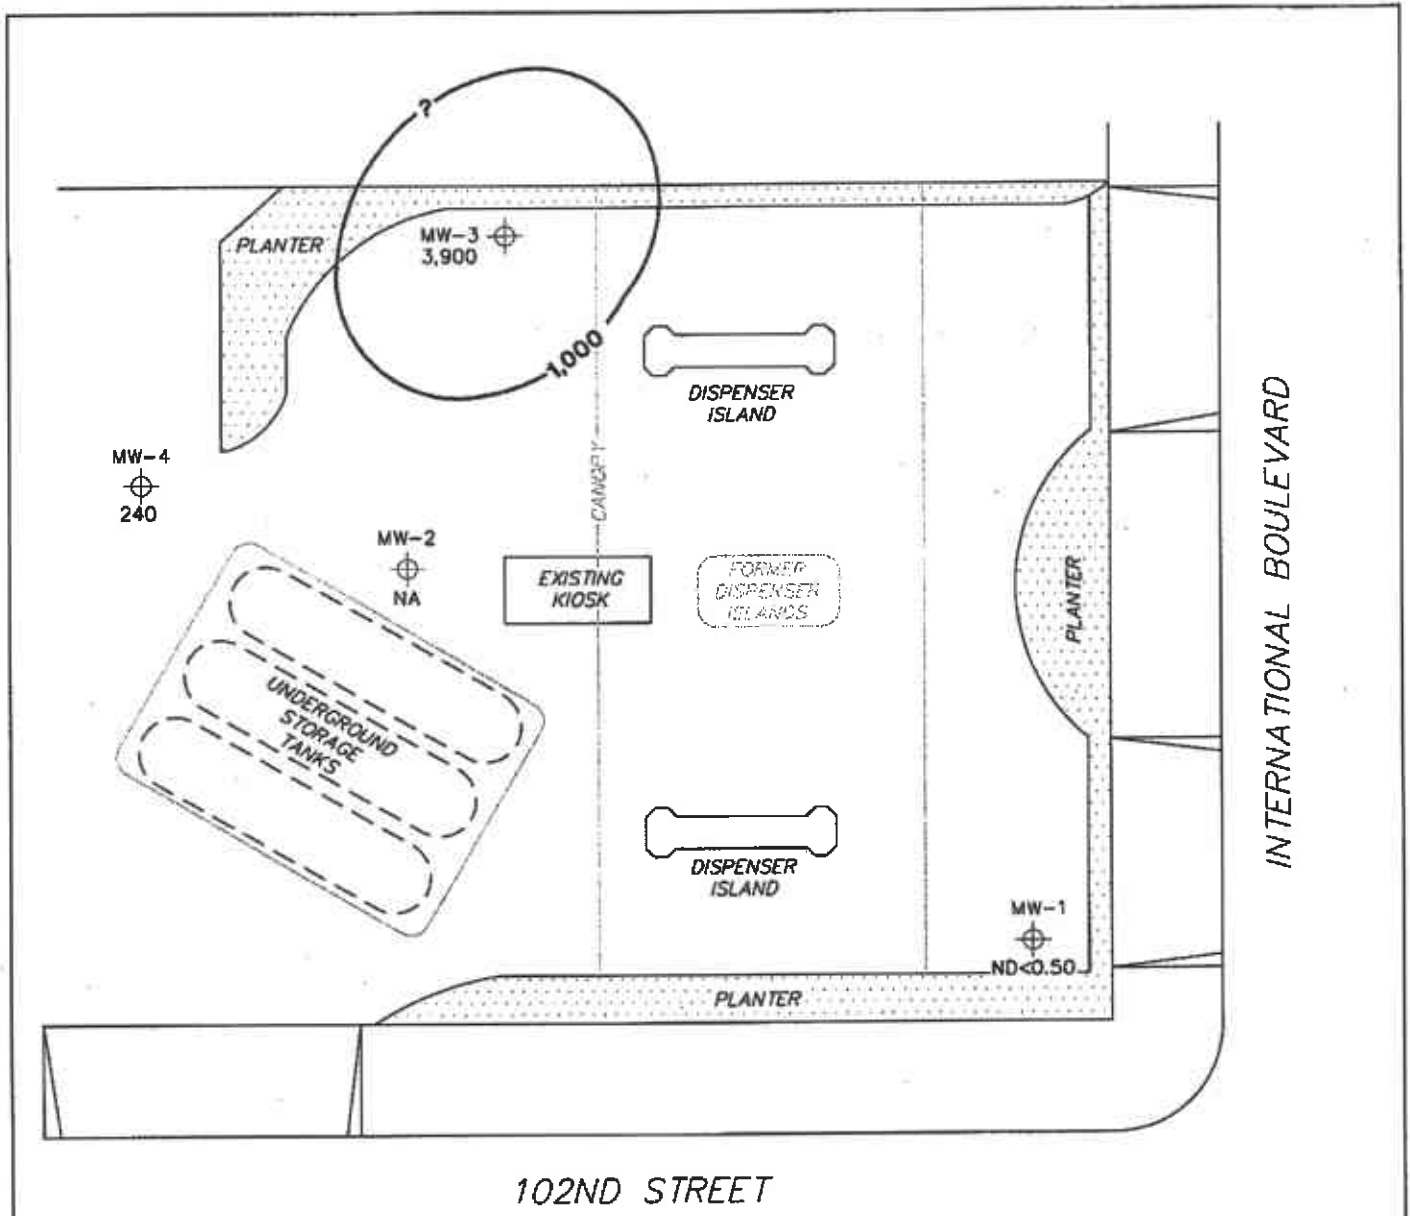 ?
PLANTER
MW-3
3,900
1,000
DISPENSER
ISLAND
MW-4
240
CANOPY
MW-2
NA
EXISTING
KIOSK
FORMER
DISPENSER
ISLANDS
PLANTER
INTERNATIONAL BOULEVARD
UNDERGROUND
STORAGE
TANKS
DISPENSER
ISLAND
MW-1
ND<0.50
PLANTER
102ND STREET